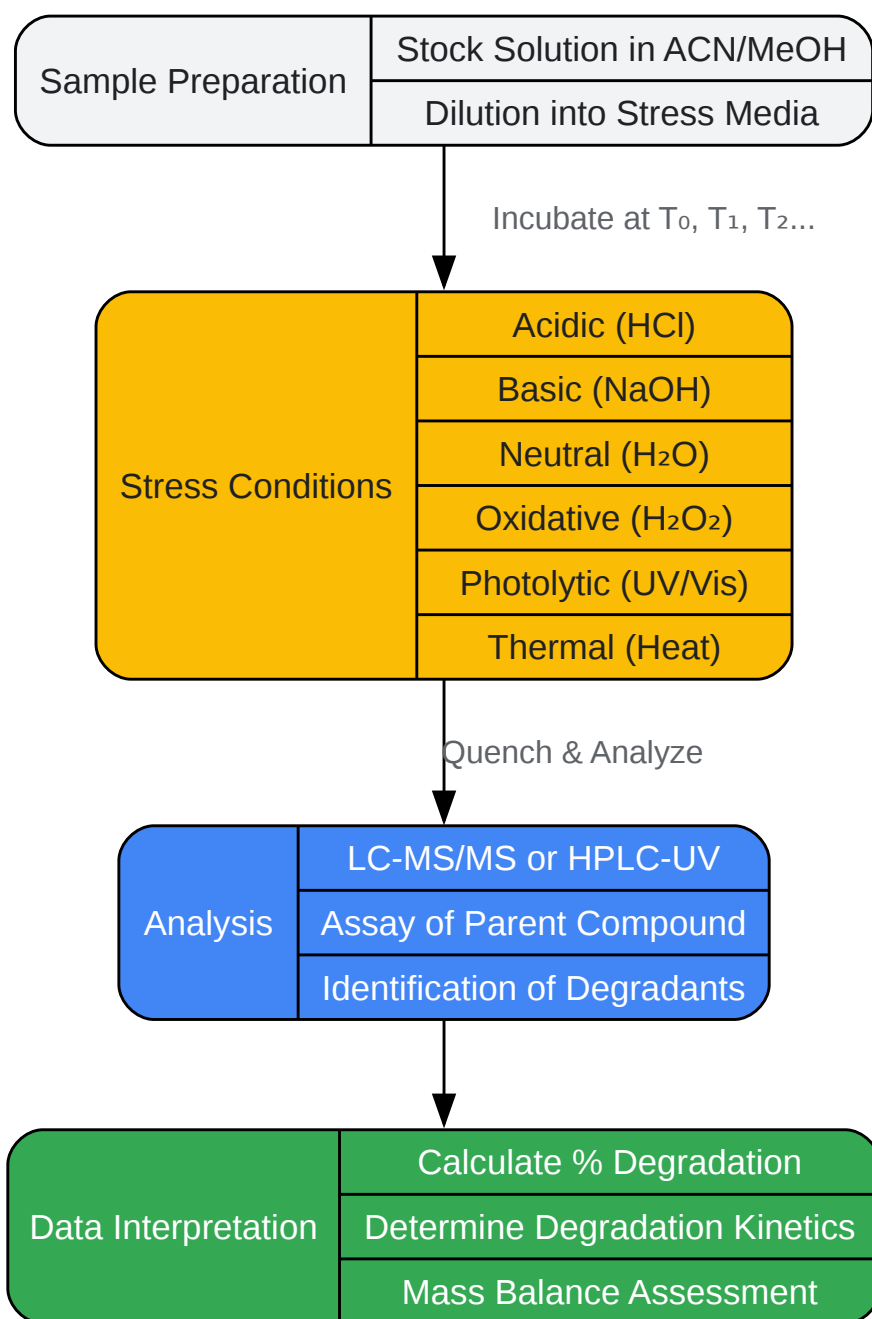 Sample Preparation
Stock Solution in ACN/MeOH
Dilution into Stress Media
Incubate at T₀, T₁, T₂...
Stress Conditions
Acidic (HCl)
Basic (NaOH)
Neutral (H₂O)
Oxidative (H₂O₂)
Photolytic (UV/Vis)
Thermal (Heat)
Quench & Analyze
Analysis
LC-MS/MS or HPLC-UV
Assay of Parent Compound
Identification of Degradants
Data Interpretation
Calculate % Degradation
Determine Degradation Kinetics
Mass Balance Assessment